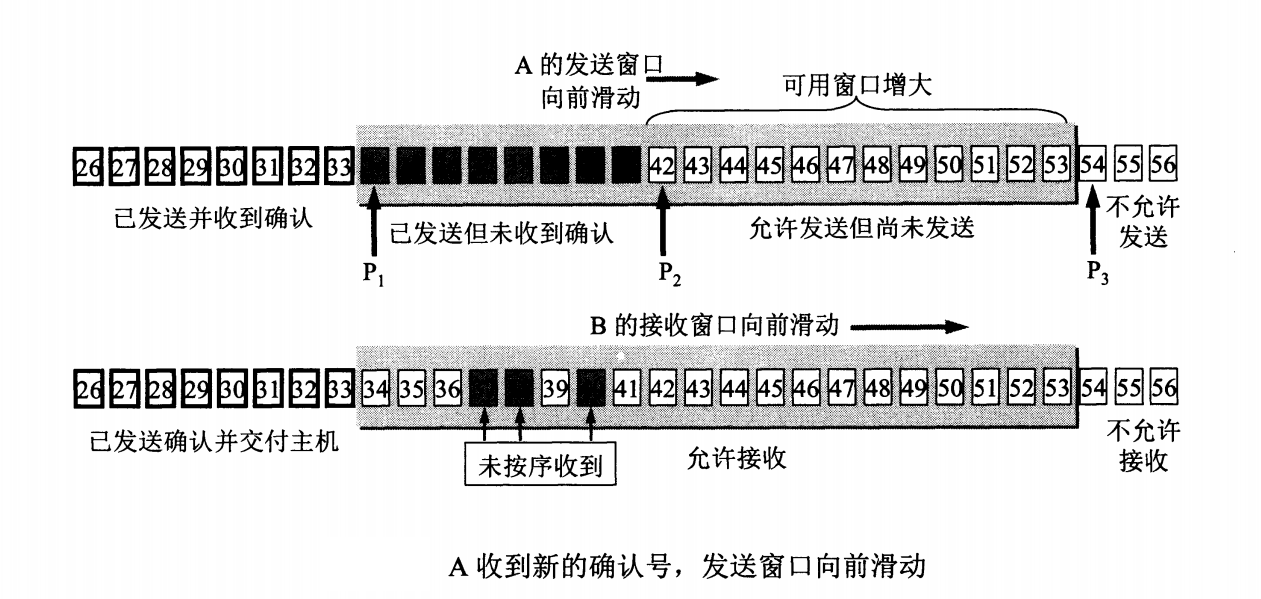 A 的发送窗口
向前滑动
可用窗口增大
26 27 28 29 30 31 32 33 42 43 44 45 46 47 48 49 50 51 52 53 54 55 56
已发送并收到确认
已发送但未收到确认
允许发送但尚未发送
不允许
发送
P1
P2
P3
B 的接收窗口向前滑动
26 27 28 29 30 31 32 33 34 35 36 39 41 42 43 44 45 46 47 48 49 50 51 52 53 54 55 56
已发送确认并交付主机
未按序收到
允许接收
不允许
接收
A 收到新的确认号，发送窗口向前滑动